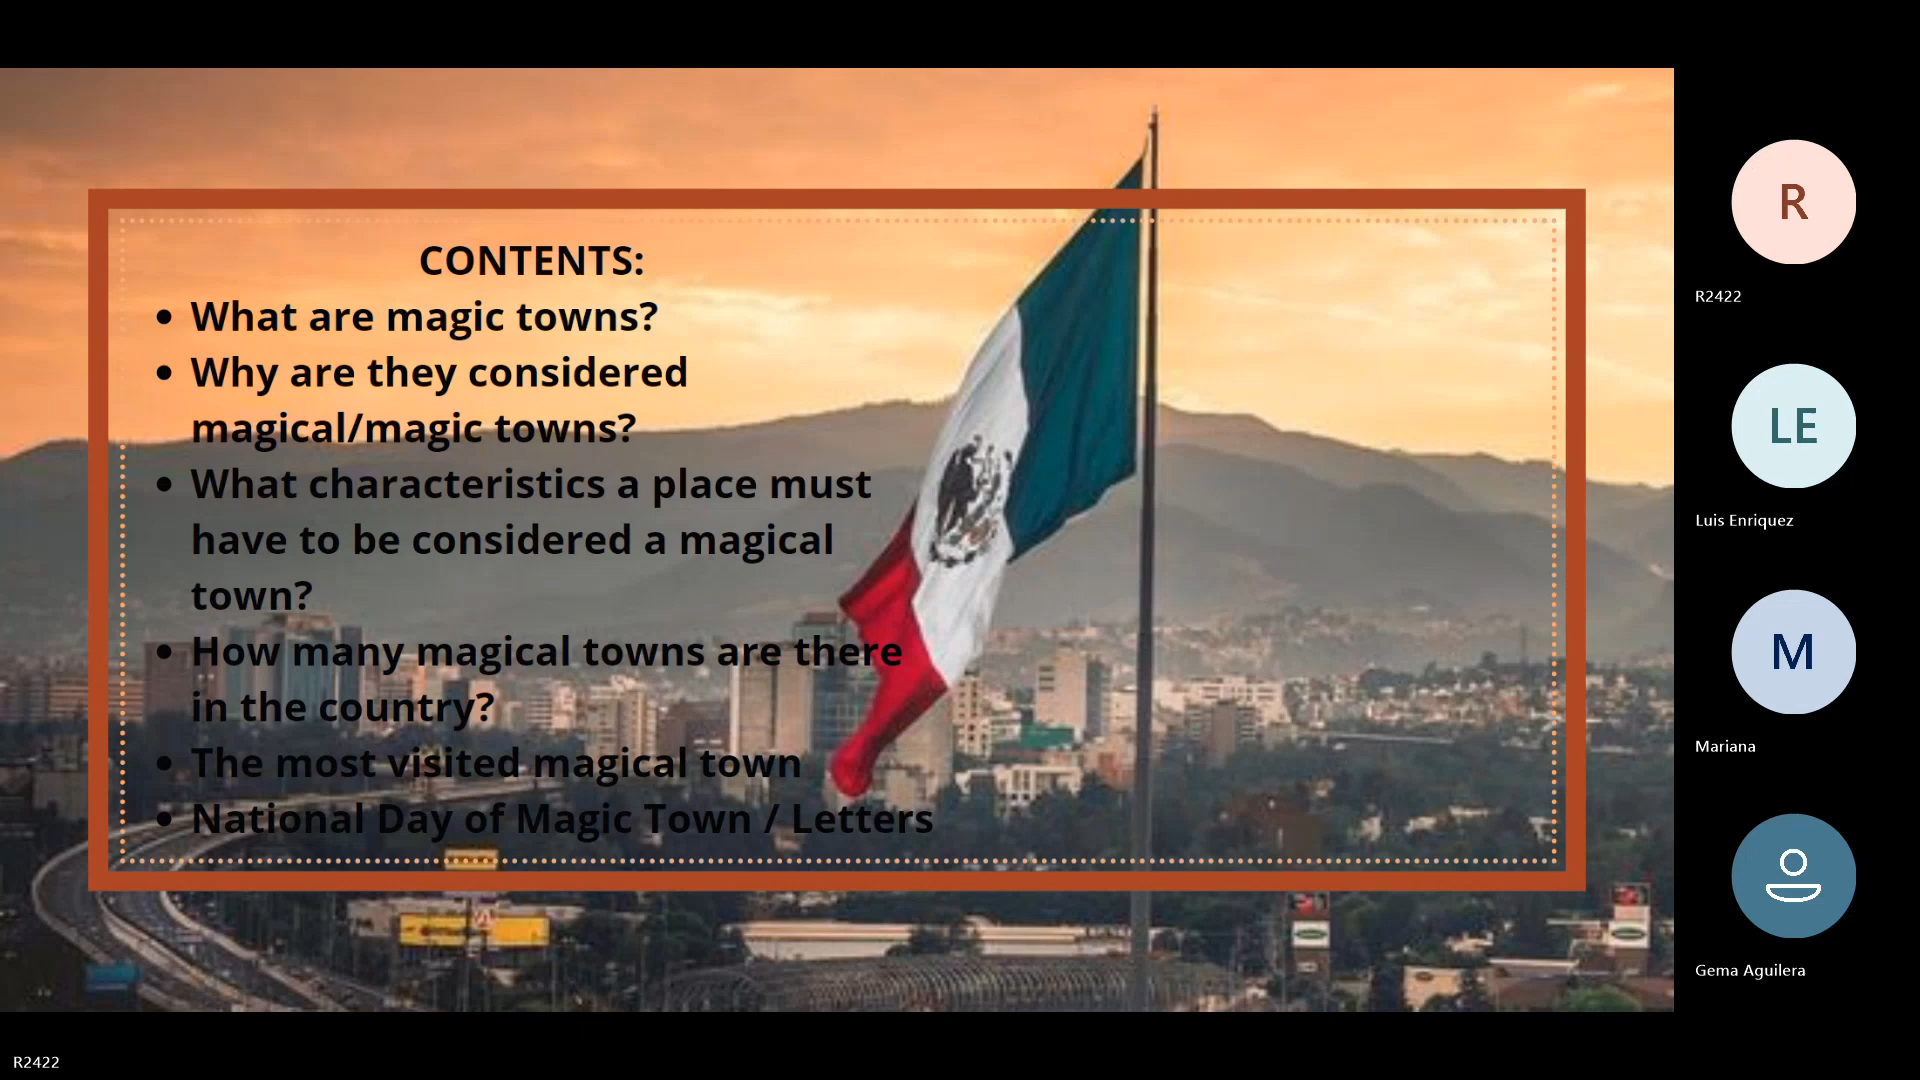 CONTENTS:
• What are magic towns?
• Why are they considered
magical/magic towns?
• What characteristics a place must
have to be considered a magical
town?
• How many magical towns are there
in the country?
• The most visited magical town
• National Day of Magic Town / Letters
R
R2422
LE
Luis Enriquez
M
Mariana
Gema Aguilera
R2422